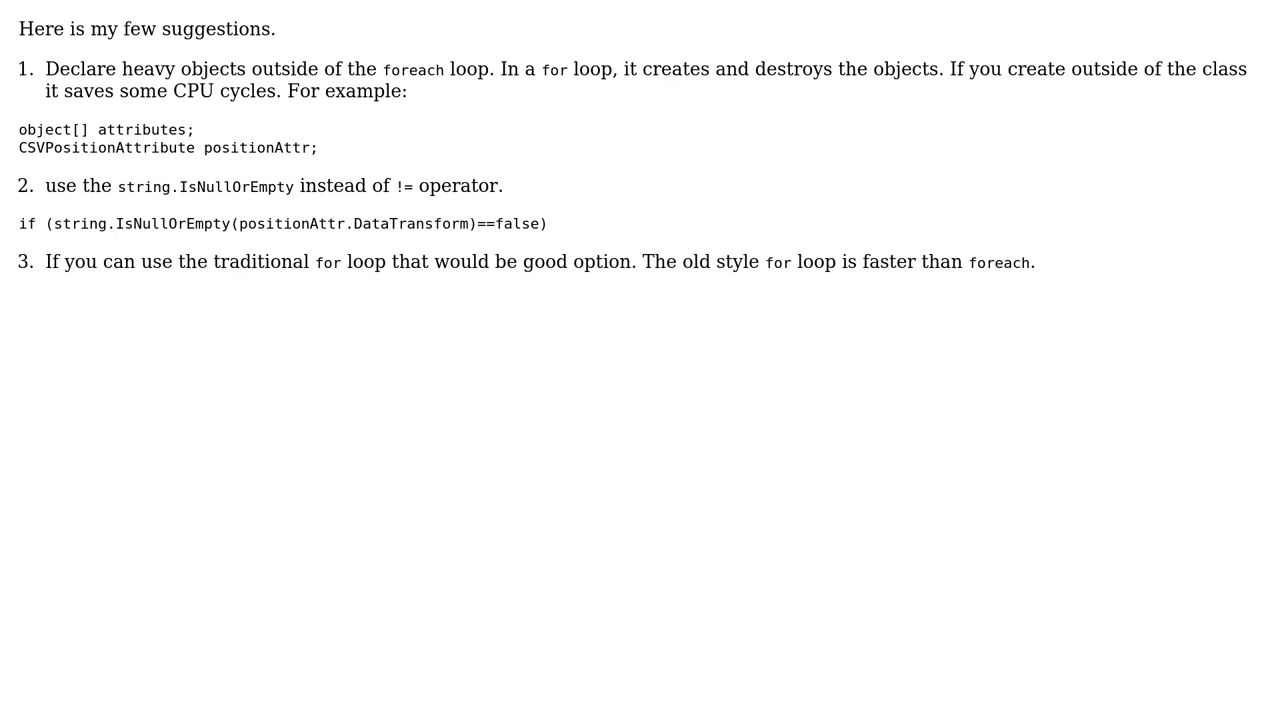 Here is my few suggestions.
1. Declare heavy objects outside of the foreach loop. In a for loop, it creates and destroys the objects. If you create outside of the class
it saves some CPU cycles. For example:
object[] attributes;
CSVPositionAttribute positionAttr;
2. use the string.IsNullOrEmpty instead of != operator.
if (string.IsNullOrEmpty(positionAttr.DataTransform)==false)
3. If you can use the traditional for loop that would be good option. The old style for loop is faster than foreach.